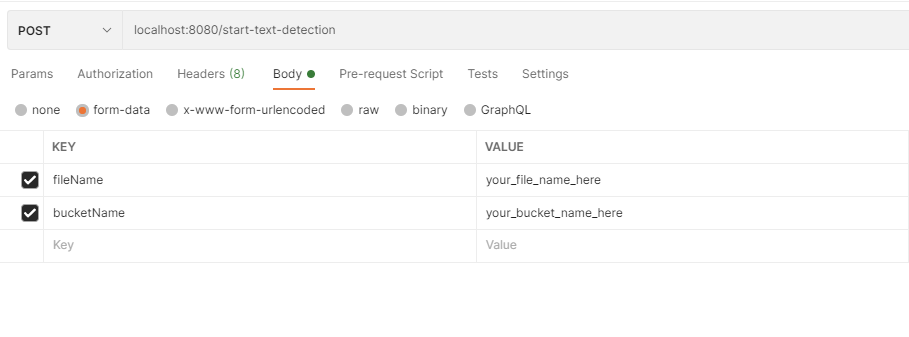 POST localhost:8080/start-text-detection
Params Authorization Headers (8) Body Pre-request Script Tests Settings
none form-data x-www-form-urlencoded raw binary GraphQL
KEY VALUE
fileName your_file_name_here
bucketName your_bucket_name_here
Key Value